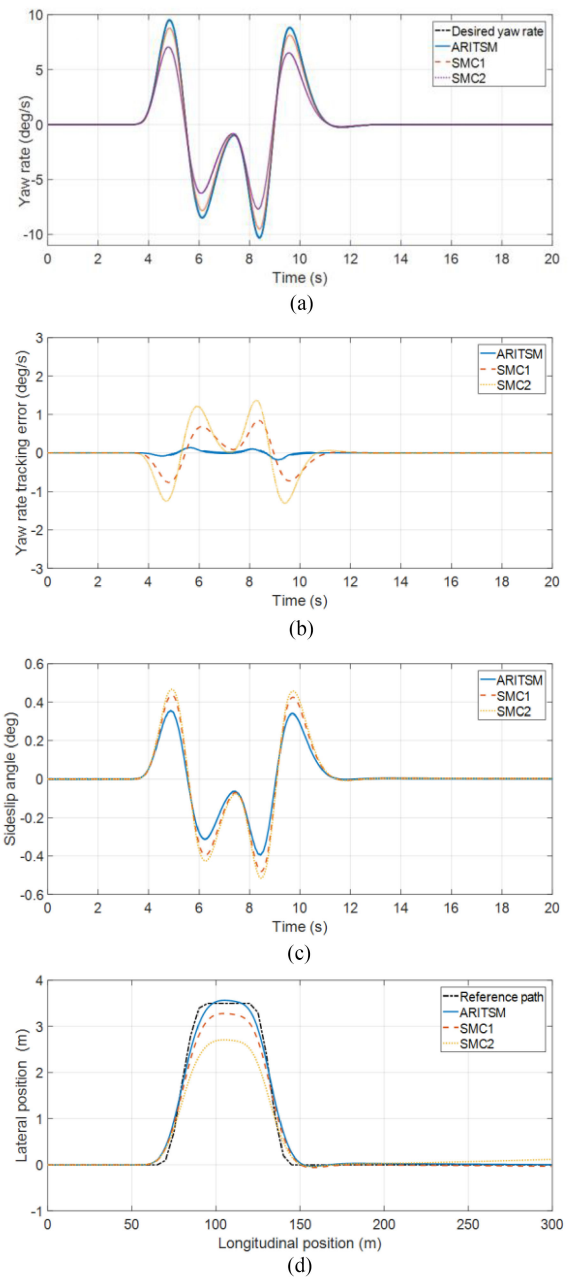 10
5
0
-5
-10
Yaw rate (deg/s)
Desired yaw rate
ARITSM
SMC1
SMC2
0 2 4 6 8 10 12 14 16 18 20
Time (s)
(a)
3
2
1
0
-1
-2
-3
Yaw rate tracking error (deg/s)
ARITSM
SMC1
SMC2
0 2 4 6 8 10 12 14 16 18 20
Time (s)
(b)
0.6
0.4
0.2
0
-0.2
-0.4
-0.6
Sideslip angle (deg)
ARITSM
SMC1
SMC2
0 2 4 6 8 10 12 14 16 18 20
Time (s)
(c)
4
3
2
1
0
-1
Lateral position (m)
Reference path
ARITSM
SMC1
SMC2
0 50 100 150 200 250 300
Longitudinal position (m)
(d)